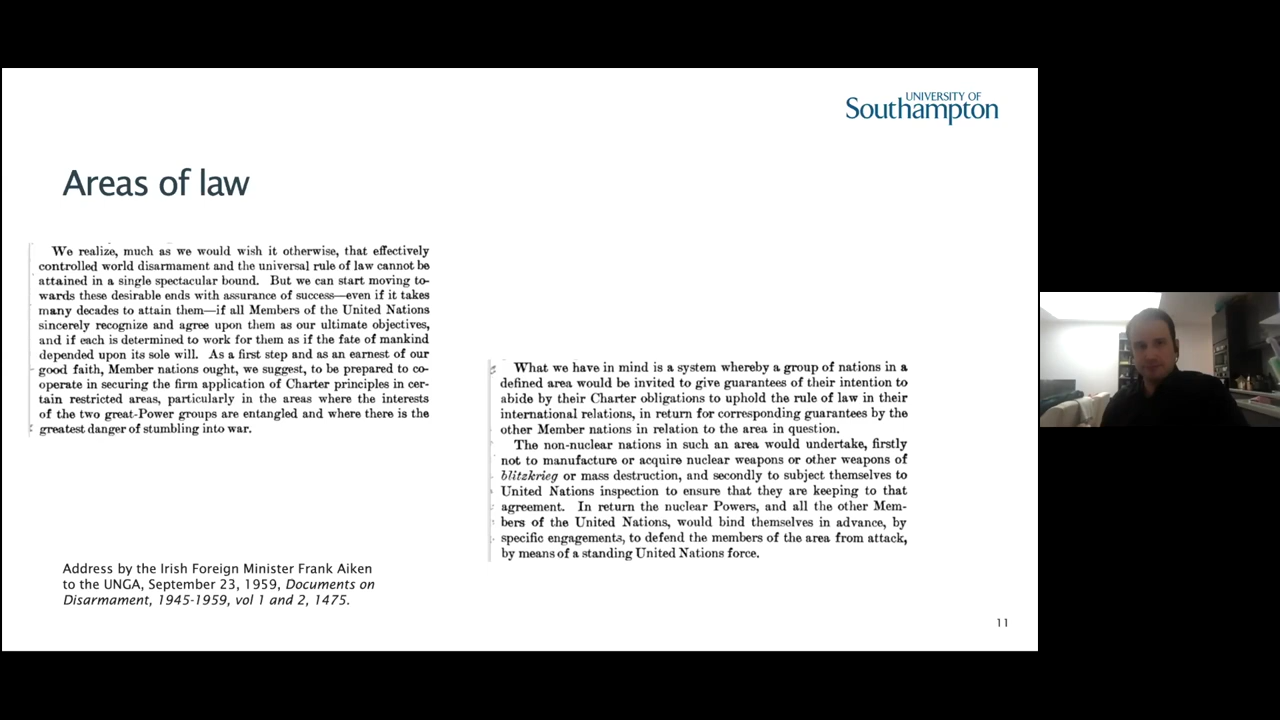 UNIVERSITY OF
Southampton
Areas of law
We realize, much as we would wish it otherwise, that effectively
controlled world disarmament and the universal rule of law cannot be
attained in a single spectacular bound. But we can start moving to-
wards these desirable ends with assurance of success—even if it takes
many decades to attain them—if all Members of the United Nations
sincerely recognize and agree upon them as our ultimate objectives,
and if each is determined to work for them as if the fate of mankind
depended upon its sole will. As a first step and as an earnest of our
good faith, Member nations ought, we suggest, to be prepared to co-
operate in securing the firm application of Charter principles in cer-
tain restricted areas, particularly in the areas where the interests
of the two great-Power groups are entangled and where there is the
greatest danger of stumbling into war.
What we have in mind is a system whereby a group of nations in a
defined area would be invited to give guarantees of their intention to
abide by their Charter obligations to uphold the rule of law in their
international relations, in return for corresponding guarantees by the
other Member nations in relation to the area in question.
The non-nuclear nations in such an area would undertake, firstly
not to manufacture or acquire nuclear weapons or other weapons of
blitzkrieg or mass destruction, and secondly to subject themselves to
United Nations inspection to ensure that they are keeping to that
agreement. In return the nuclear Powers, and all the other Mem-
bers of the United Nations, would bind themselves in advance, by
specific engagements, to defend the members of the area from attack,
by means of a standing United Nations force.
Address by the Irish Foreign Minister Frank Aiken
to the UNGA, September 23, 1959, Documents on
Disarmament, 1945-1959, vol 1 and 2, 1475.
11